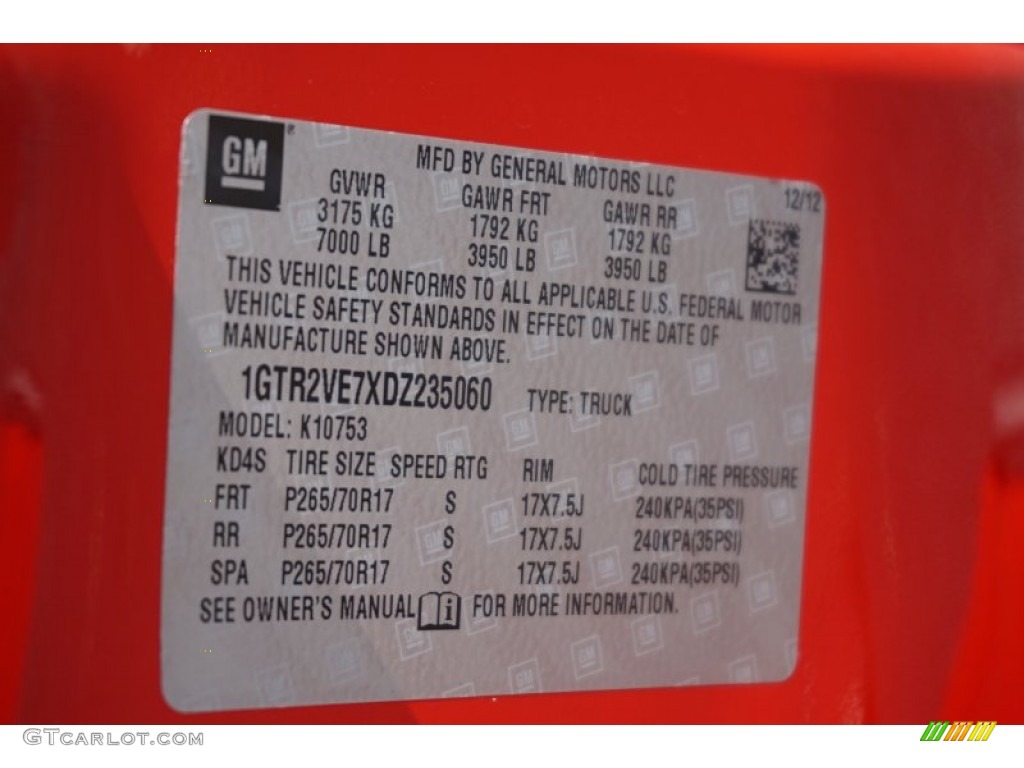 GM®
MFD BY GENERAL MOTORS LLC
12/12
GVWR GAWR FRT GAWR RR
3175 KG 1792 KG 1792 KG
7000 LB 3950 LB 3950 LB
THIS VEHICLE CONFORMS TO ALL APPLICABLE U.S. FEDERAL MOTOR
VEHICLE SAFETY STANDARDS IN EFFECT ON THE DATE OF
MANUFACTURE SHOWN ABOVE.
1GTR2VE7XDZ235060 TYPE: TRUCK
MODEL: K10753
KD4S TIRE SIZE SPEED RTG RIM COLD TIRE PRESSURE
FRT P265/70R17 S 17X7.5J 240KPA(35PSI)
RR P265/70R17 S 17X7.5J 240KPA(35PSI)
SPA P265/70R17 S 17X7.5J 240KPA(35PSI)
SEE OWNER'S MANUAL i FOR MORE INFORMATION.
GTCARLOT.COM